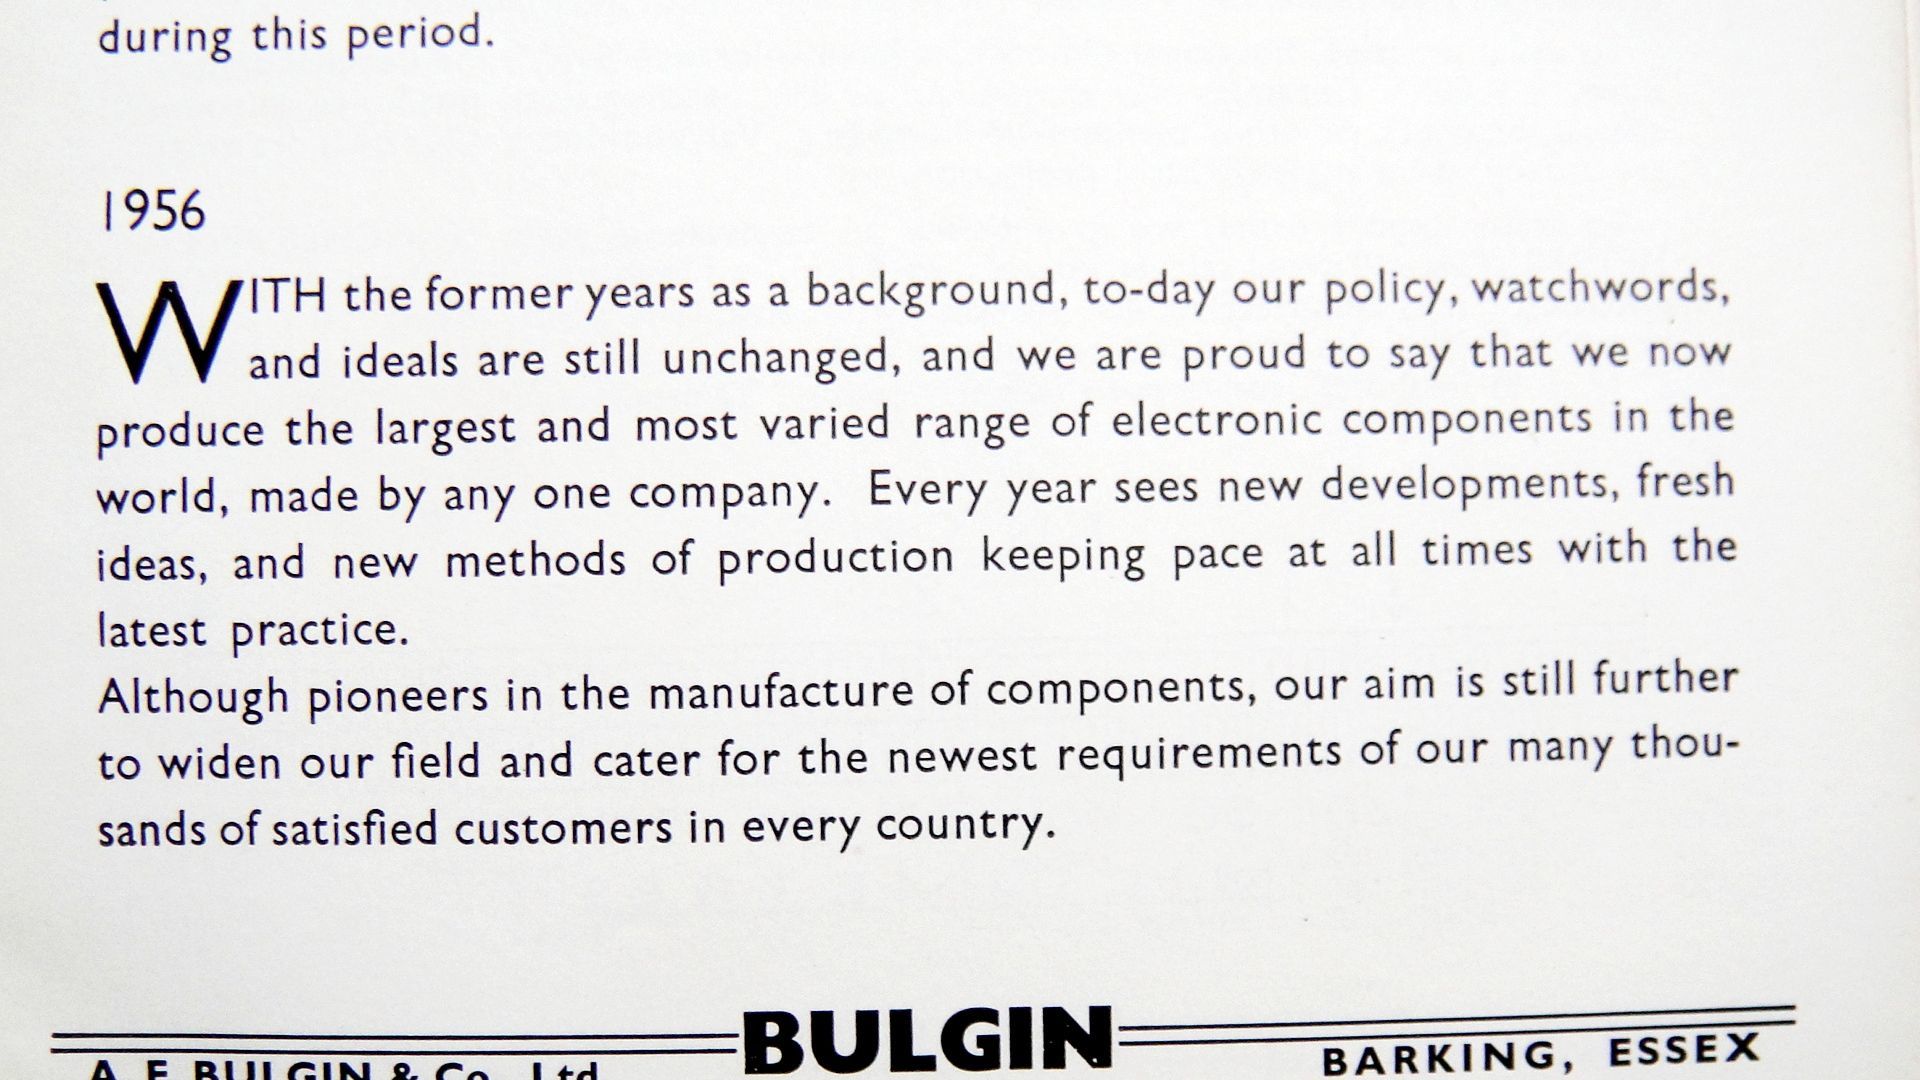 during this period.
1956
WITH the former years as a background, to-day our policy, watchwords,
and ideals are still unchanged, and we are proud to say that we now
produce the largest and most varied range of electronic components in the
world, made by any one company. Every year sees new developments, fresh
ideas, and new methods of production keeping pace at all times with the
latest practice.
Although pioneers in the manufacture of components, our aim is still further
to widen our field and cater for the newest requirements of our many thou-
sands of satisfied customers in every country.
BULGIN
A. F. BULGIN & Co. Ltd.
BARKING, ESSEX